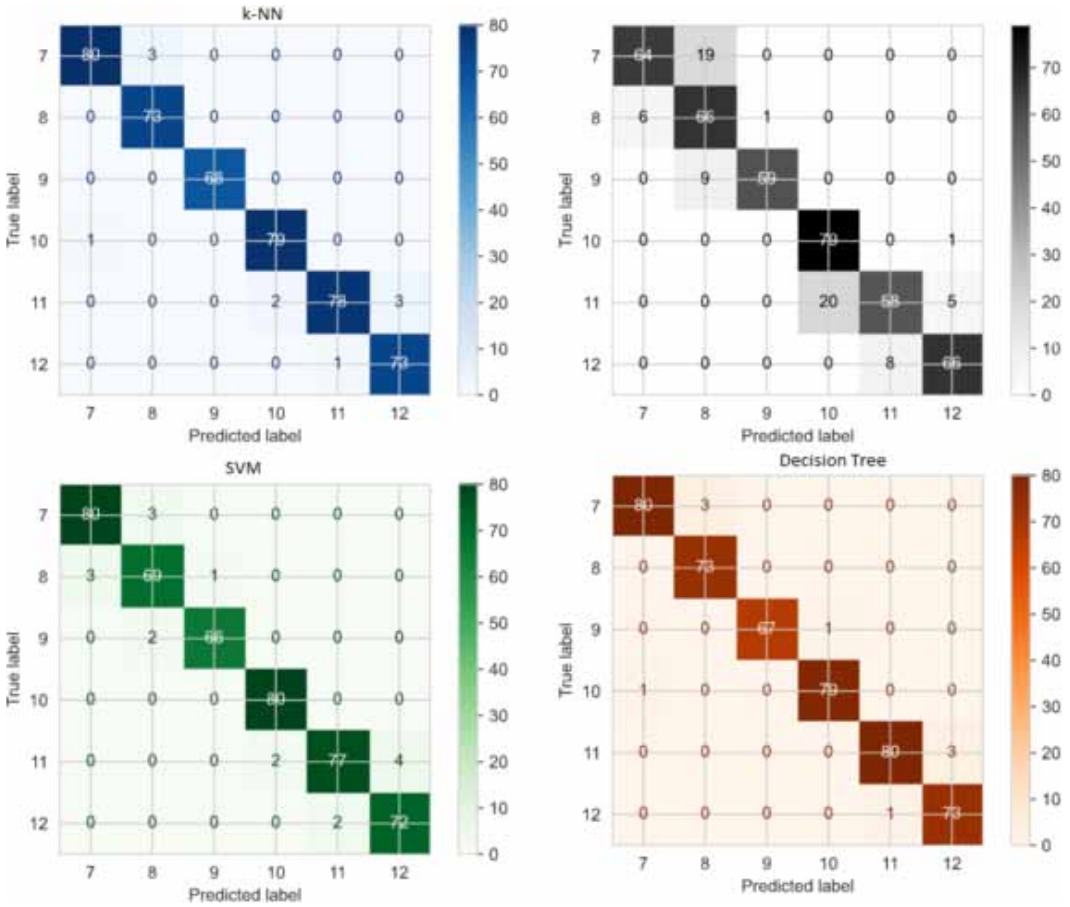 k-NN
7 80 3 0 0 0 0
8 0 73 0 0 0 0
9 0 0 68 0 0 0
10 1 0 0 79 0 0
11 0 0 0 2 78 3
12 0 0 0 0 1 73
7 8 9 10 11 12
True label
Predicted label
80
70
60
50
40
30
20
10
0
7 64 19 0 0 0 0
8 6 66 1 0 0 0
9 0 9 59 0 0 0
10 0 0 0 79 0 1
11 0 0 0 20 58 5
12 0 0 0 0 8 66
7 8 9 10 11 12
True label
Predicted label
70
60
50
40
30
20
10
0
SVM
7 80 3 0 0 0 0
8 3 69 1 0 0 0
9 0 2 66 0 0 0
10 0 0 0 80 0 0
11 0 0 0 2 77 4
12 0 0 0 0 2 72
7 8 9 10 11 12
True label
Predicted label
80
70
60
50
40
30
20
10
0
Decision Tree
7 80 3 0 0 0 0
8 0 73 0 0 0 0
9 0 0 67 1 0 0
10 1 0 0 79 0 0
11 0 0 0 0 80 3
12 0 0 0 0 1 73
7 8 9 10 11 12
True label
Predicted label
80
70
60
50
40
30
20
10
0